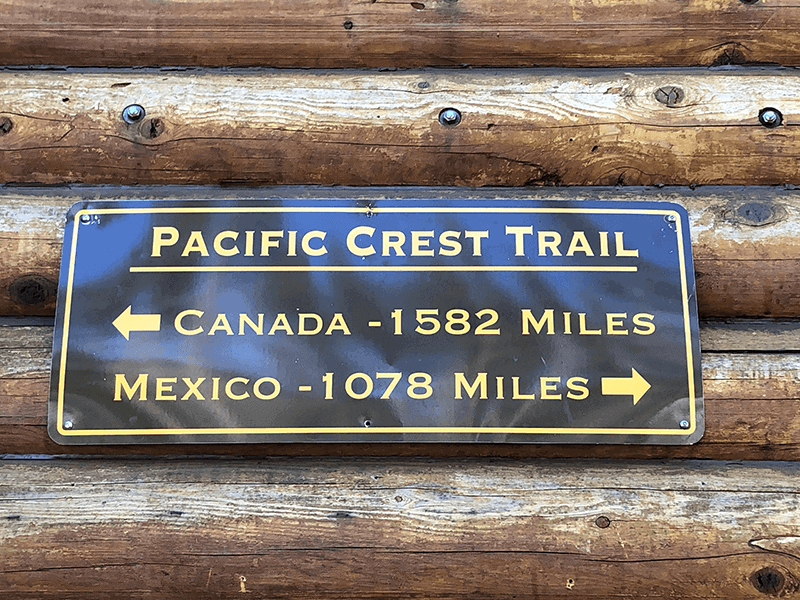 PACIFIC CREST TRAIL
← CANADA -1582 MILES
MEXICO -1078 MILES →